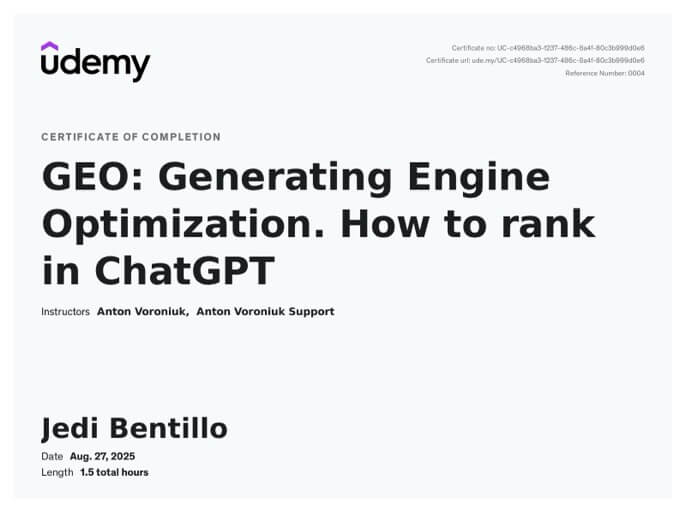 udemy
Certificate no: UC-c4968ba3-f237-486c-8a4f-80c3b999d0e6
Certificate url: ude.my/UC-c4968ba3-f237-486c-8a4f-80c3b999d0e6
Reference Number: 0004
CERTIFICATE OF COMPLETION
GEO: Generating Engine
Optimization. How to rank
in ChatGPT
Instructors Anton Voroniuk, Anton Voroniuk Support
Jedi Bentillo
Date Aug. 27, 2025
Length 1.5 total hours